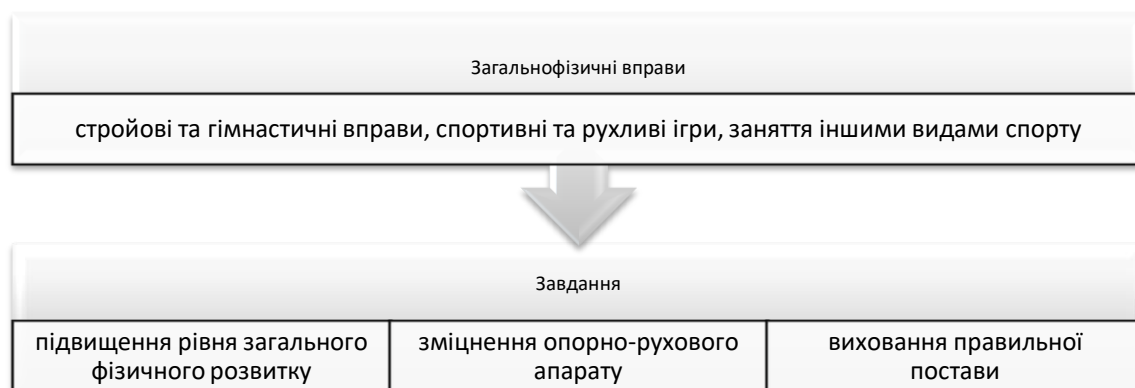 Загальнофізичні вправи
стройові та гімнастичні вправи, спортивні та рухливі ігри, заняття іншими видами спорту
Завдання
підвищення рівня загального
фізичного розвитку
зміцнення опорно-рухового
апарату
виховання правильної
постави